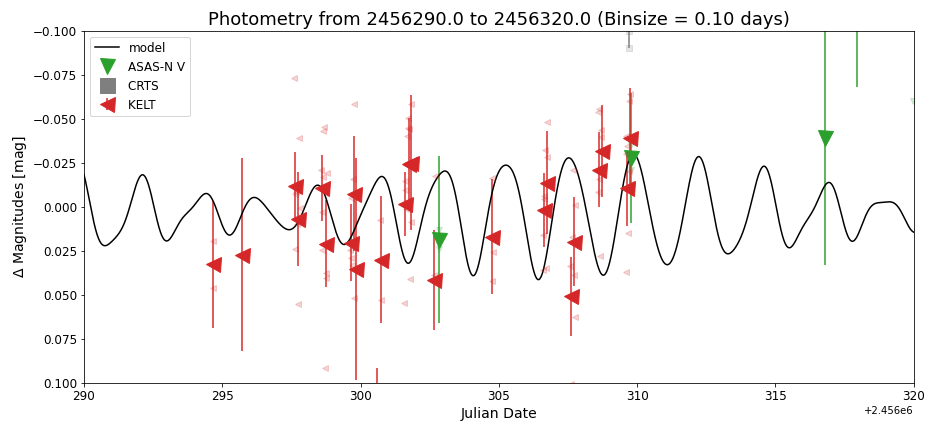 Photometry from 2456290.0 to 2456320.0 (Binsize = 0.10 days)
model
ASAS-N V
CRTS
KELT
Δ Magnitudes [mag]
−0.100
−0.075
−0.050
−0.025
0.000
0.025
0.050
0.075
0.100
290
295
300
305
310
315
320
Julian Date
+2.456e6